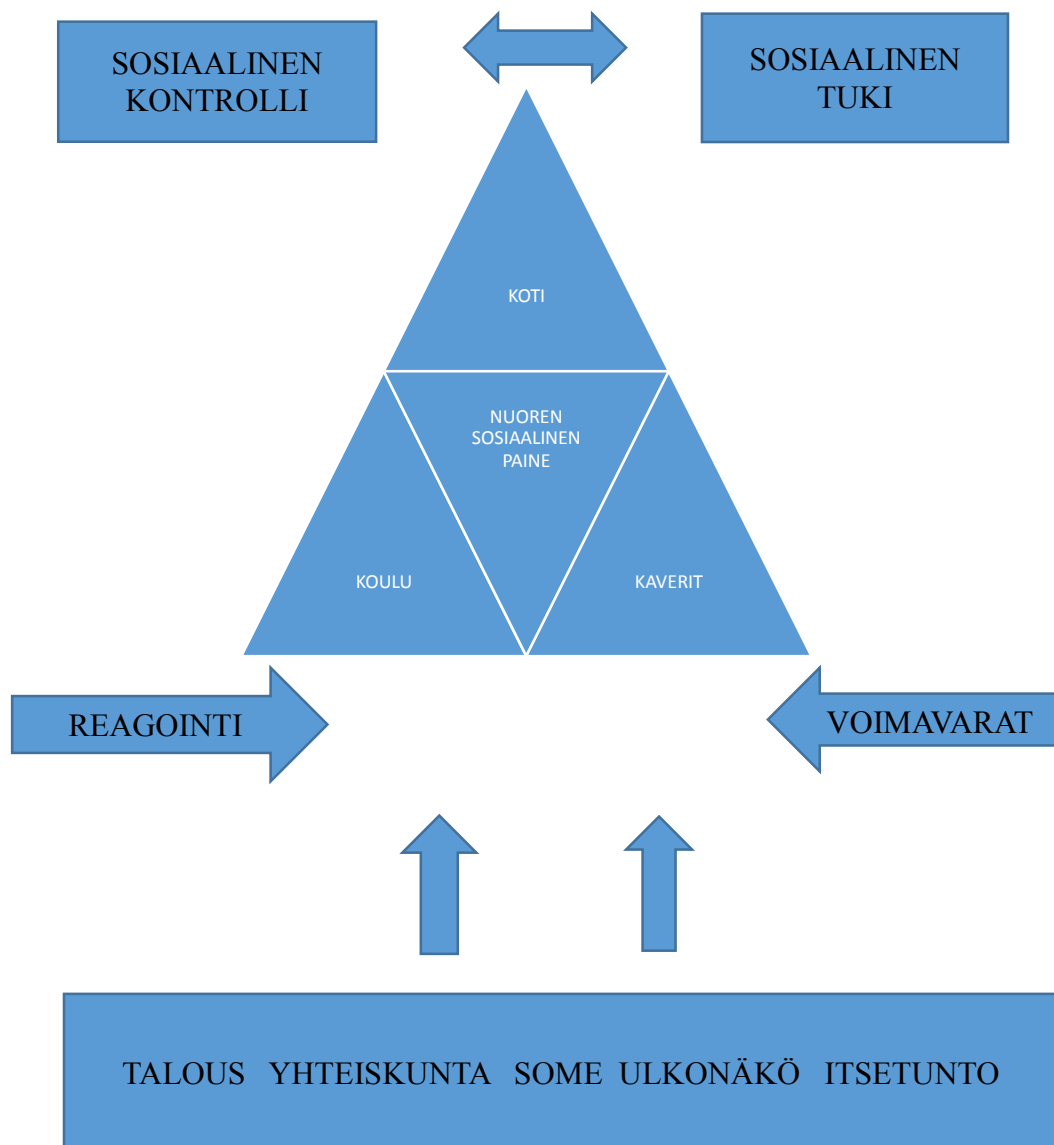 SOSIAALINEN
KONTROLLI
SOSIAALINEN
TUKI
KOTI
NUOREN
SOSIAALINEN
PAINE
KOULU
KAVERIT
REAGOINTI
VOIMAVARAT
TALOUS YHTEISKUNTA SOME ULKONÄKÖ ITSETUNTO